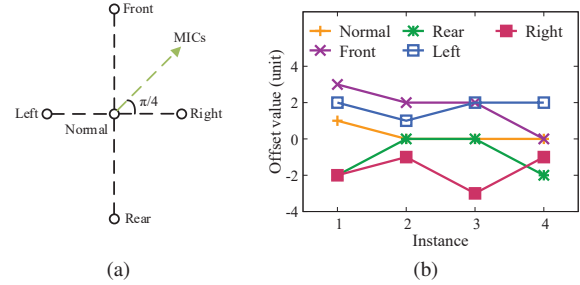 Front
MICs
π/4
Left
Right
Normal
Rear
(a)
Normal Rear Right
Front Left
Offset value (unit)
4
2
0
-2
-4
1 2 3 4
Instance
(b)